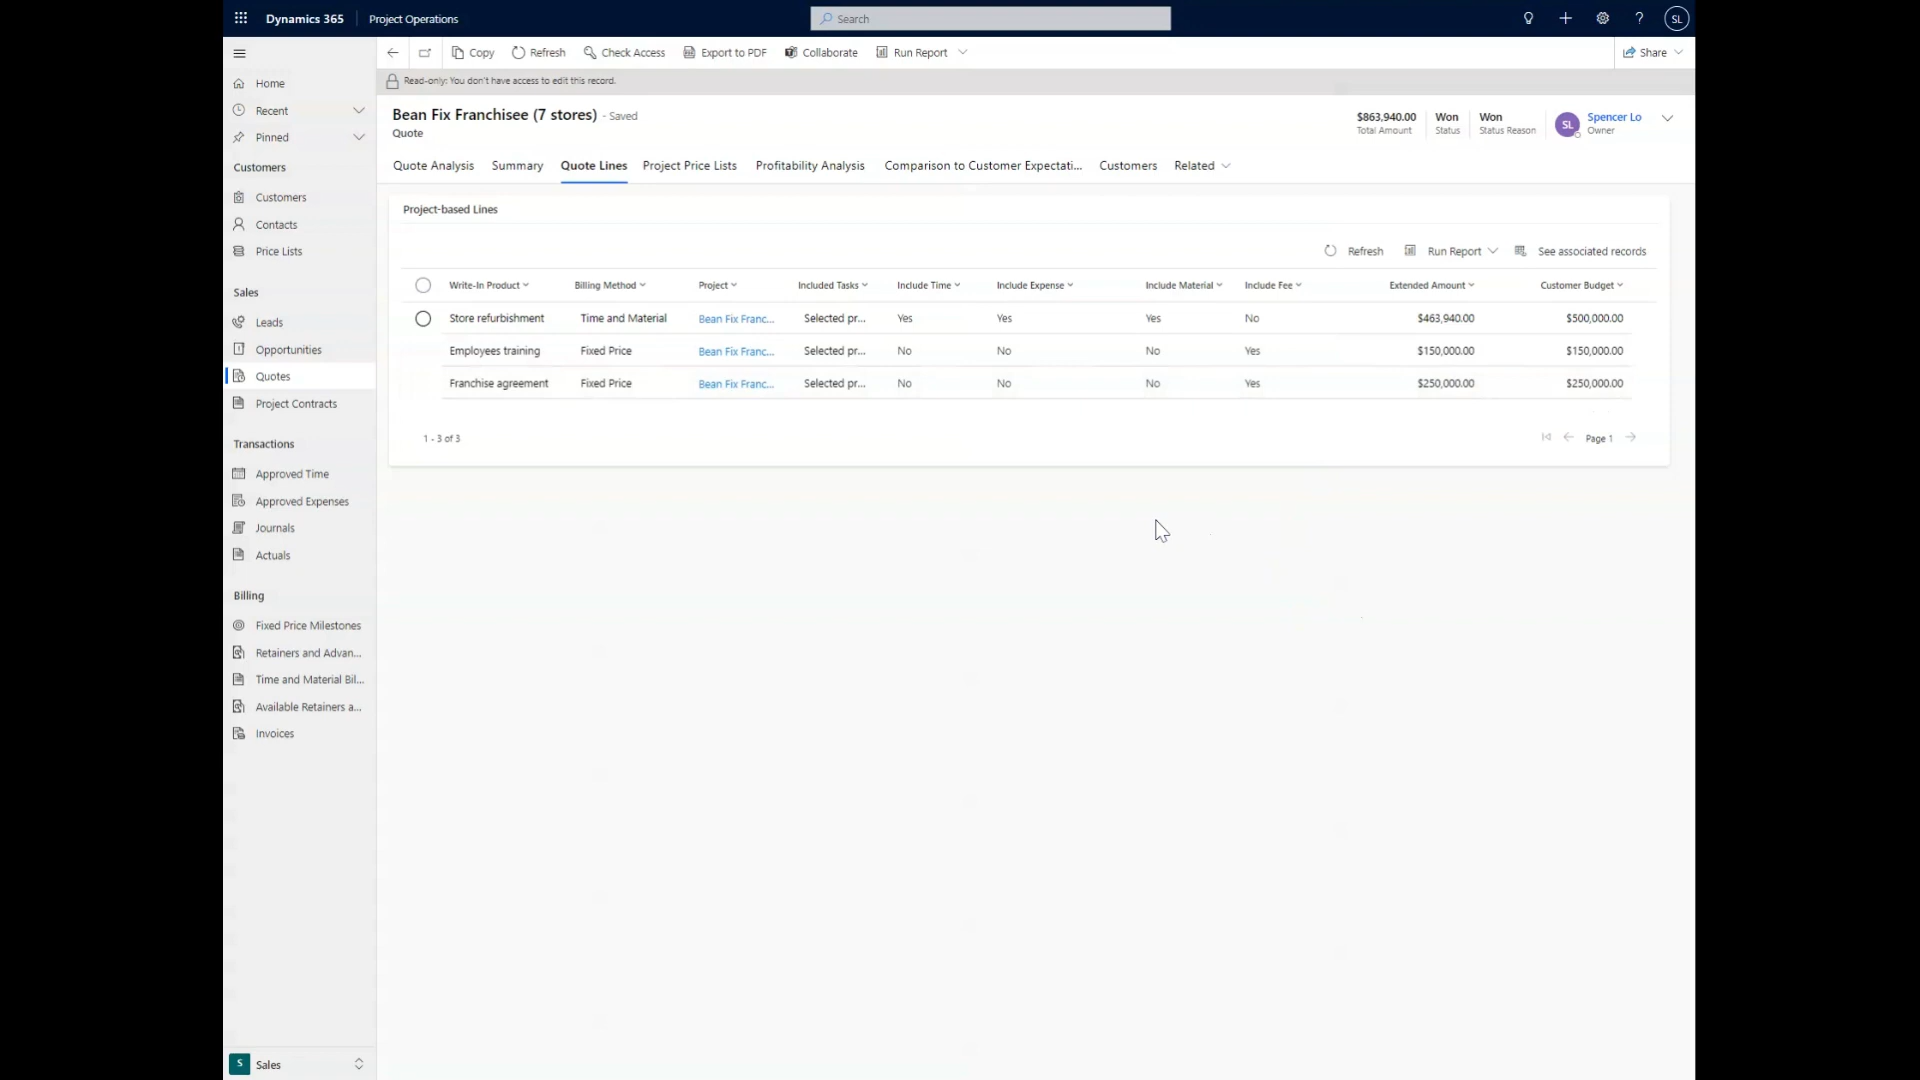 Dynamics 365 Project Operations Search SL
Copy Refresh Check Access Export to PDF Collaborate Run Report Share
Read-only: You don't have access to edit this record.
Home
Recent
Pinned
Customers
Customers
Contacts
Price Lists
Sales
Leads
Opportunities
Quotes
Project Contracts
Transactions
Approved Time
Approved Expenses
Journals
Actuals
Billing
Fixed Price Milestones
Retainers and Advan...
Time and Material Bil...
Available Retainers a...
Invoices
S Sales
Bean Fix Franchisee (7 stores) - Saved
Quote
$863,940.00 Won Won SL Spencer Lo
Total Amount Status Status Reason Owner
Quote Analysis Summary Quote Lines Project Price Lists Profitability Analysis Comparison to Customer Expectati... Customers Related
Project-based Lines
Refresh Run Report See associated records
Write-In Product Billing Method Project Included Tasks Include Time Include Expense Include Material Include Fee Extended Amount Customer Budget
Store refurbishment Time and Material Bean Fix Franc... Selected pr... Yes Yes Yes No $463,940.00 $500,000.00
Employees training Fixed Price Bean Fix Franc... Selected pr... No No No Yes $150,000.00 $150,000.00
Franchise agreement Fixed Price Bean Fix Franc... Selected pr... No No No Yes $250,000.00 $250,000.00
1 - 3 of 3 Page 1